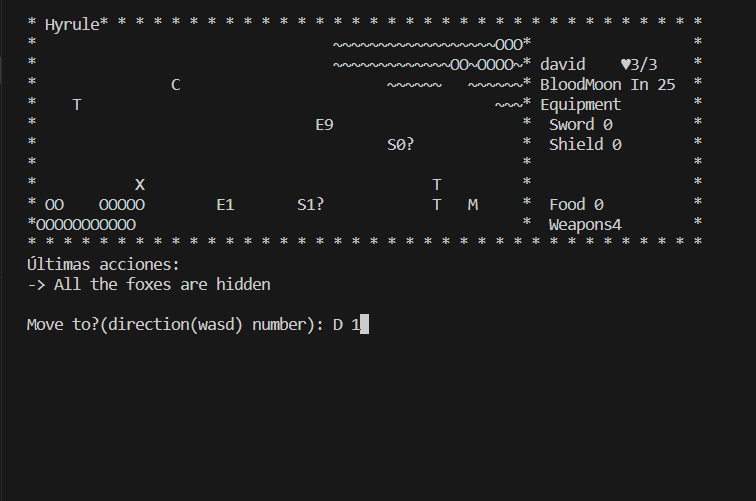 * Hyrule* * * * * * * * * * * * * * * * * * * * * * * * * * * * * * * * * *
*                                 ~~~~~~~~~~~~~~~~~~OOO*                  *
*                                 ~~~~~~~~~~~~~OO~OOOO~* david    ♥3/3    *
*               C                       ~~~~~~   ~~~~~~* BloodMoon In 25  *
*    T                                              ~~~* Equipment        *
*                               E9                     *  Sword 0         *
*                                       S0?            *  Shield 0        *
*                                                      *                  *
*           X                                T         *                  *
* OO    OOOOO        E1       S1?            T   M     *  Food 0          *
*OOOOOOOOOOO                                           *  Weapons4        *
* * * * * * * * * * * * * * * * * * * * * * * * * * * * * * * * * * * * * *
Últimas acciones:
-> All the foxes are hidden
Move to?(direction(wasd) number): D 1